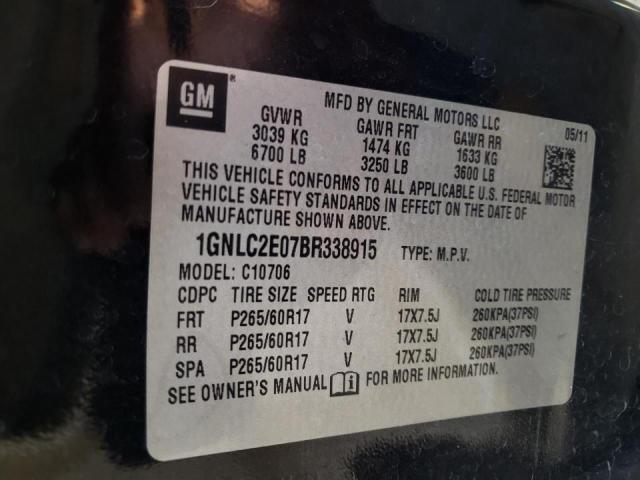 GM ®
MFD BY GENERAL MOTORS LLC
GVWR GAWR FRT GAWR RR 05/11
3039 KG 1474 KG 1633 KG
6700 LB 3250 LB 3600 LB
THIS VEHICLE CONFORMS TO ALL APPLICABLE U.S. FEDERAL MOTOR
VEHICLE SAFETY STANDARDS IN EFFECT ON THE DATE OF
MANUFACTURE SHOWN ABOVE.
1GNLC2E07BR338915 TYPE: M.P.V.
MODEL: C10706
CDPC TIRE SIZE SPEED RTG RIM COLD TIRE PRESSURE
FRT P265/60R17 V 17X7.5J 260KPA(37PSI)
RR P265/60R17 V 17X7.5J 260KPA(37PSI)
SPA P265/60R17 V 17X7.5J 260KPA(37PSI)
SEE OWNER'S MANUAL FOR MORE INFORMATION.